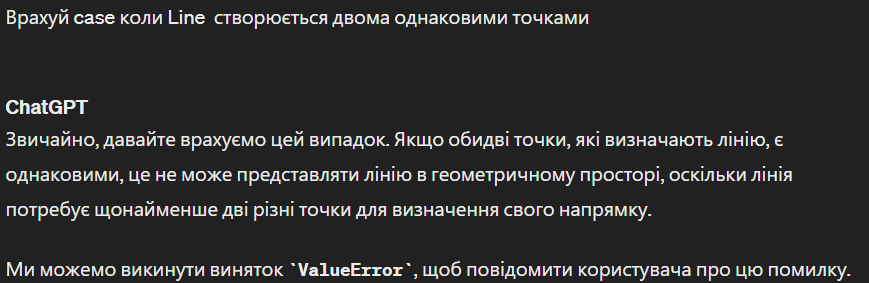 Врахуй case коли Line створюється двома однаковими точками
ChatGPT
Звичайно, давайте врахуємо цей випадок. Якщо обидві точки, які визначають лінію, є
однаковими, це не може представляти лінію в геометричному просторі, оскільки лінія
потребує щонайменше дві різні точки для визначення свого напрямку.
Ми можемо викинути виняток `ValueError`, щоб повідомити користувача про цю помилку.